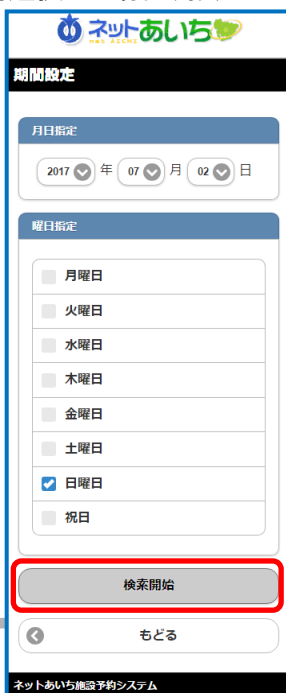 ネットあいち
NET AICHI
期間設定
月日指定
2017 年 07 月 02 日
曜日指定
月曜日
火曜日
水曜日
木曜日
金曜日
土曜日
日曜日
祝日
検索開始
もどる
ネットあいち施設予約システム